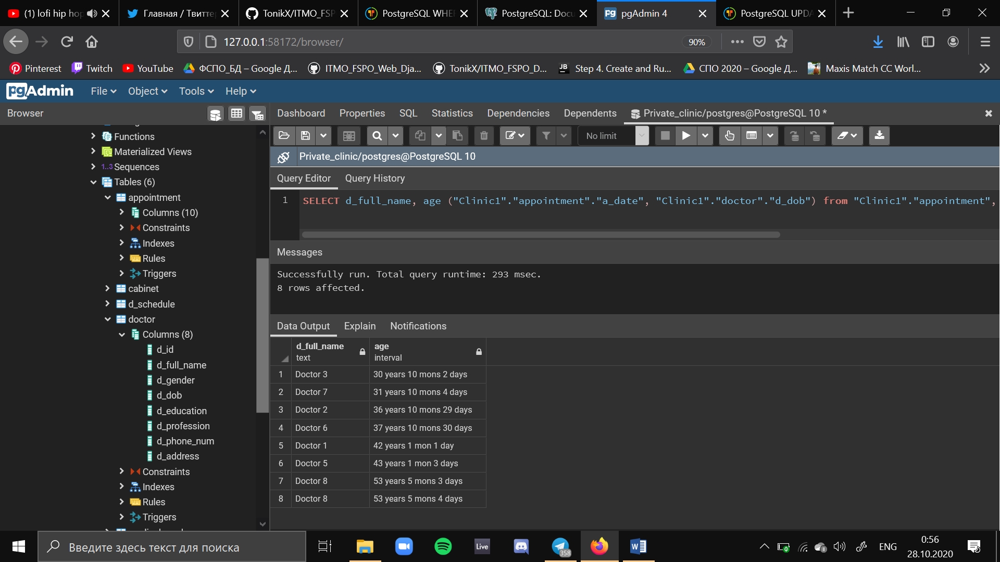 (1) lofi hip hop
Главная / Твитте
TonikX/ITMO_FSP
PostgreSQL WHE
PostgreSQL: Docu
pgAdmin 4
PostgreSQL UPDA
127.0.0.1:58172/browser/
90%
Pinterest
Twitch
YouTube
ФСПО_БД – Google Д...
ITMO_FSPO_Web_Dja...
TonikX/ITMO_FSPO_D...
Step 4. Create and Ru...
СПО 2020 – Google Д...
Maxis Match CC Worl...
pgAdmin
File
Object
Tools
Help
Browser
Dashboard
Properties
SQL
Statistics
Dependencies
Dependents
Private_clinic/postgres@PostgreSQL 10 *
No limit
Private_clinic/postgres@PostgreSQL 10
Query Editor
Query History
1 SELECT d_full_name, age ("Clinic1"."appointment"."a_date", "Clinic1"."doctor"."d_dob") from "Clinic1"."appointment",
Messages
Successfully run. Total query runtime: 293 msec.
8 rows affected.
Data Output
Explain
Notifications
d_full_name text
age interval
1 Doctor 3 30 years 10 mons 2 days
2 Doctor 7 31 years 10 mons 4 days
3 Doctor 2 36 years 10 mons 29 days
4 Doctor 6 37 years 10 mons 30 days
5 Doctor 1 42 years 1 mon 1 day
6 Doctor 5 43 years 1 mon 3 days
7 Doctor 8 53 years 5 mons 3 days
8 Doctor 8 53 years 5 mons 4 days
Functions
Materialized Views
1..3 Sequences
Tables (6)
appointment
Columns (10)
Constraints
Indexes
Rules
Triggers
cabinet
d_schedule
doctor
Columns (8)
d_id
d_full_name
d_gender
d_dob
d_education
d_profession
d_phone_num
d_address
Constraints
Indexes
Rules
Triggers
Введите здесь текст для поиска
Live
358
ENG
0:56
28.10.2020